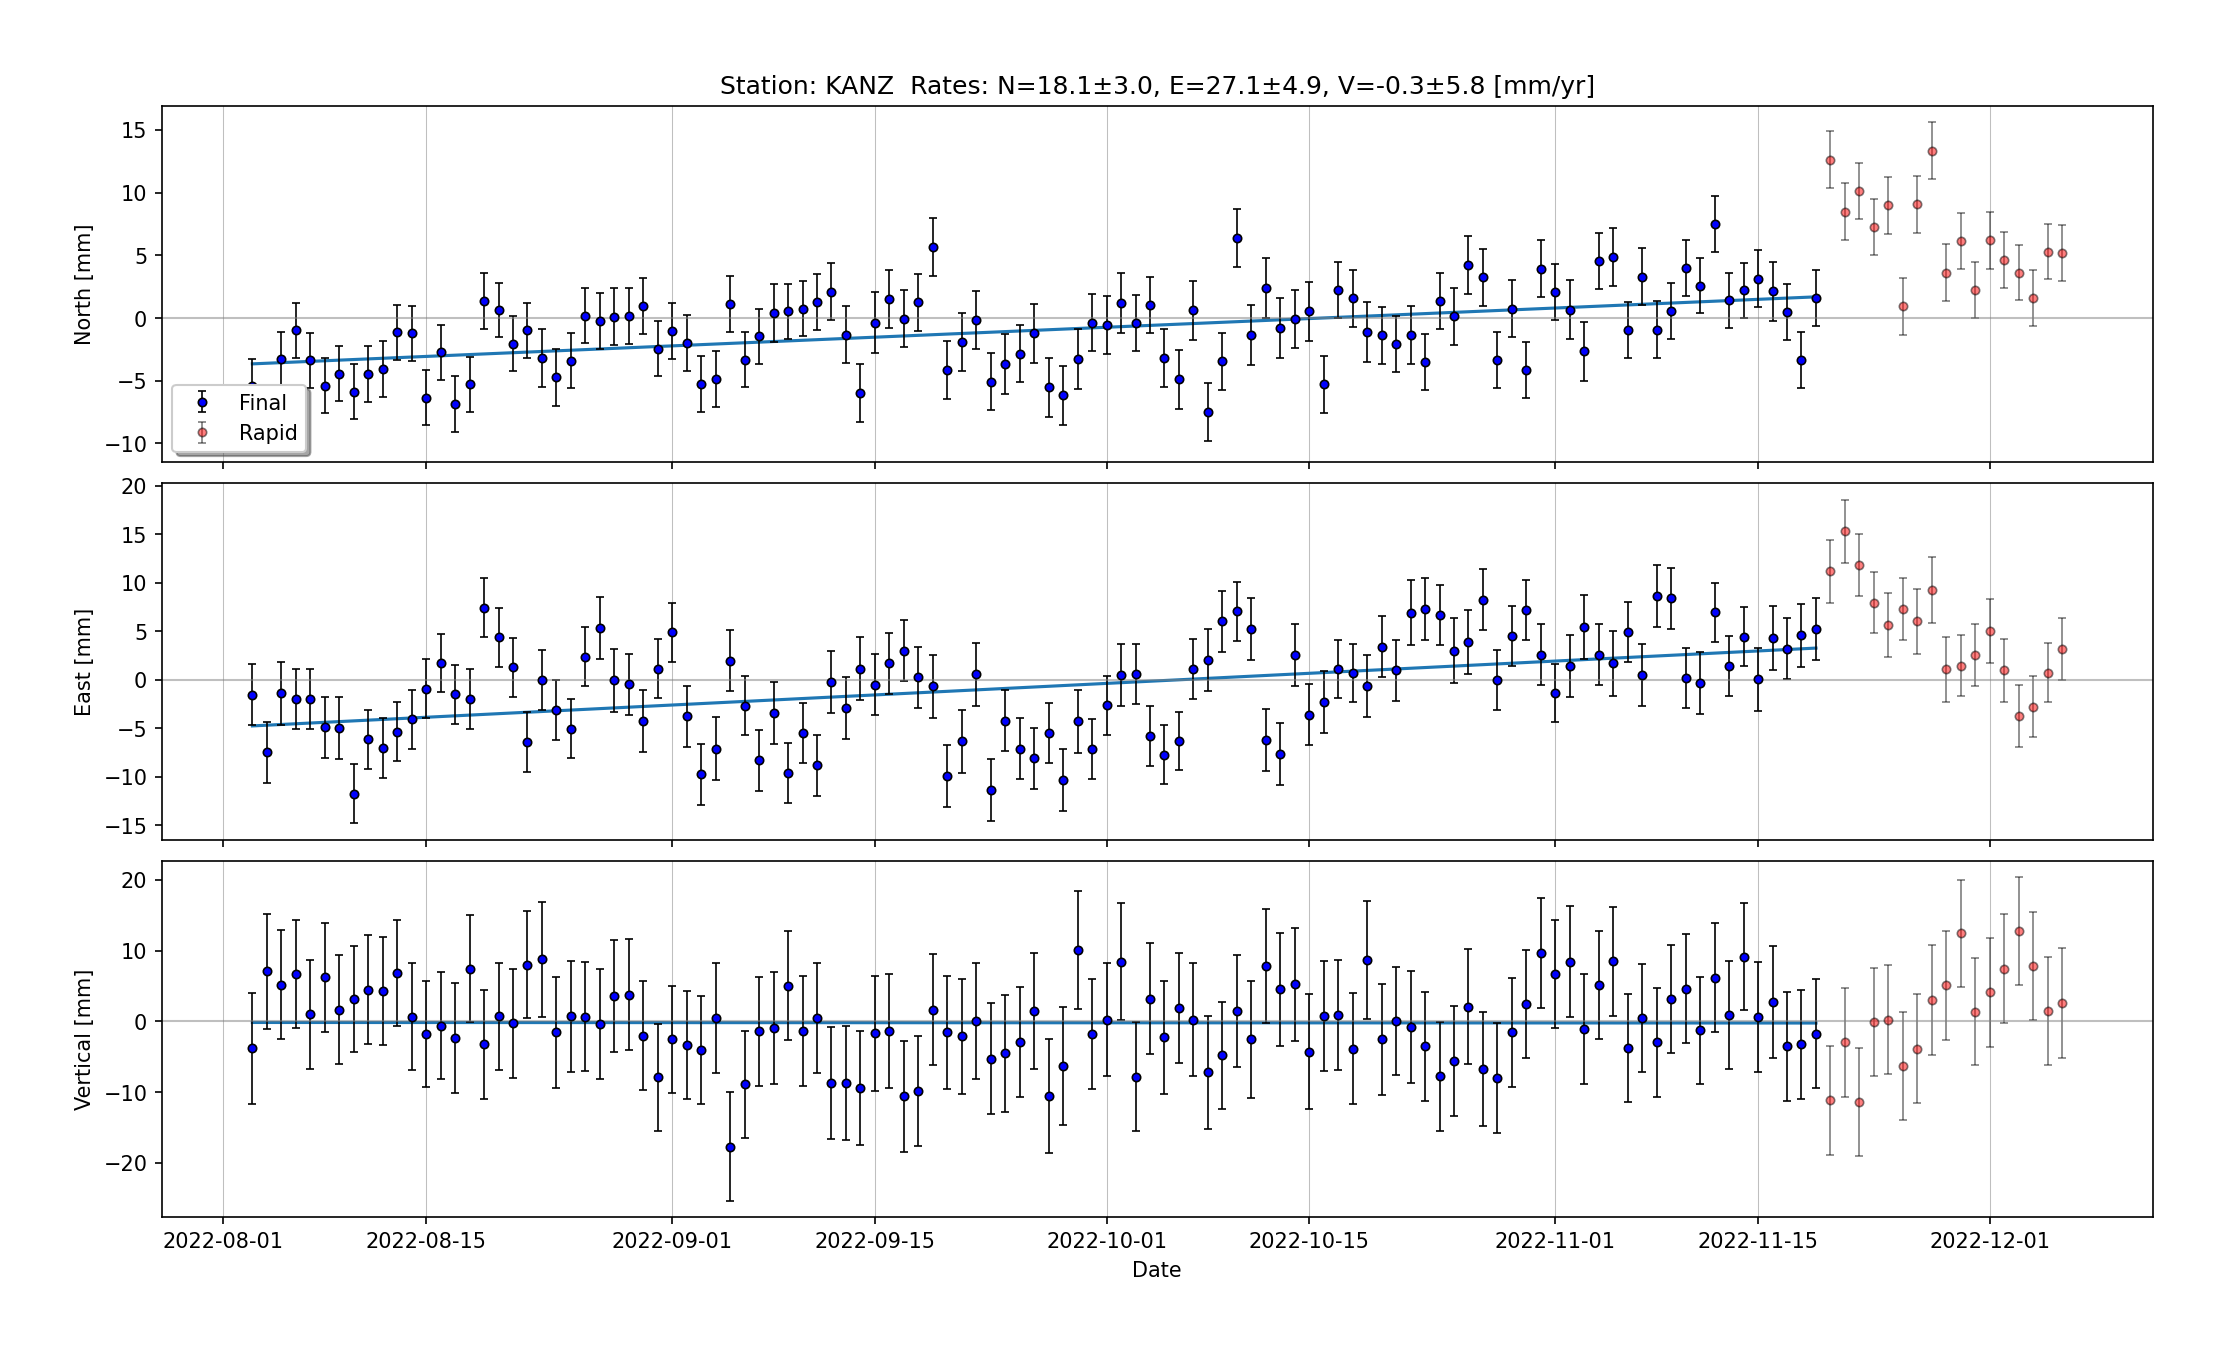 Station: KANZ  Rates: N=18.1±3.0, E=27.1±4.9, V=-0.3±5.8 [mm/yr]
North [mm]
15
10
5
0
−5
−10
Final
Rapid
East [mm]
20
15
10
5
0
−5
−10
−15
Vertical [mm]
20
10
0
−10
−20
2022-08-01 2022-08-15 2022-09-01 2022-09-15 2022-10-01 2022-10-15 2022-11-01 2022-11-15 2022-12-01
Date